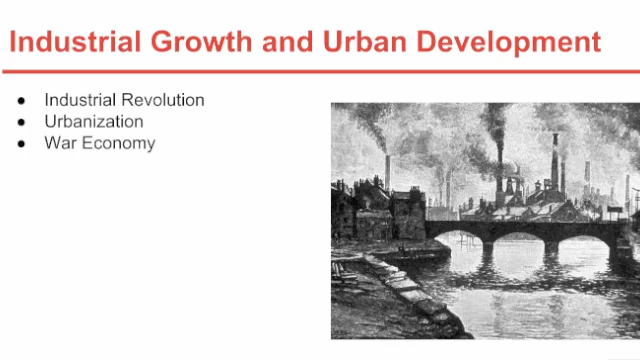 Industrial Growth and Urban Development
● Industrial Revolution
● Urbanization
● War Economy